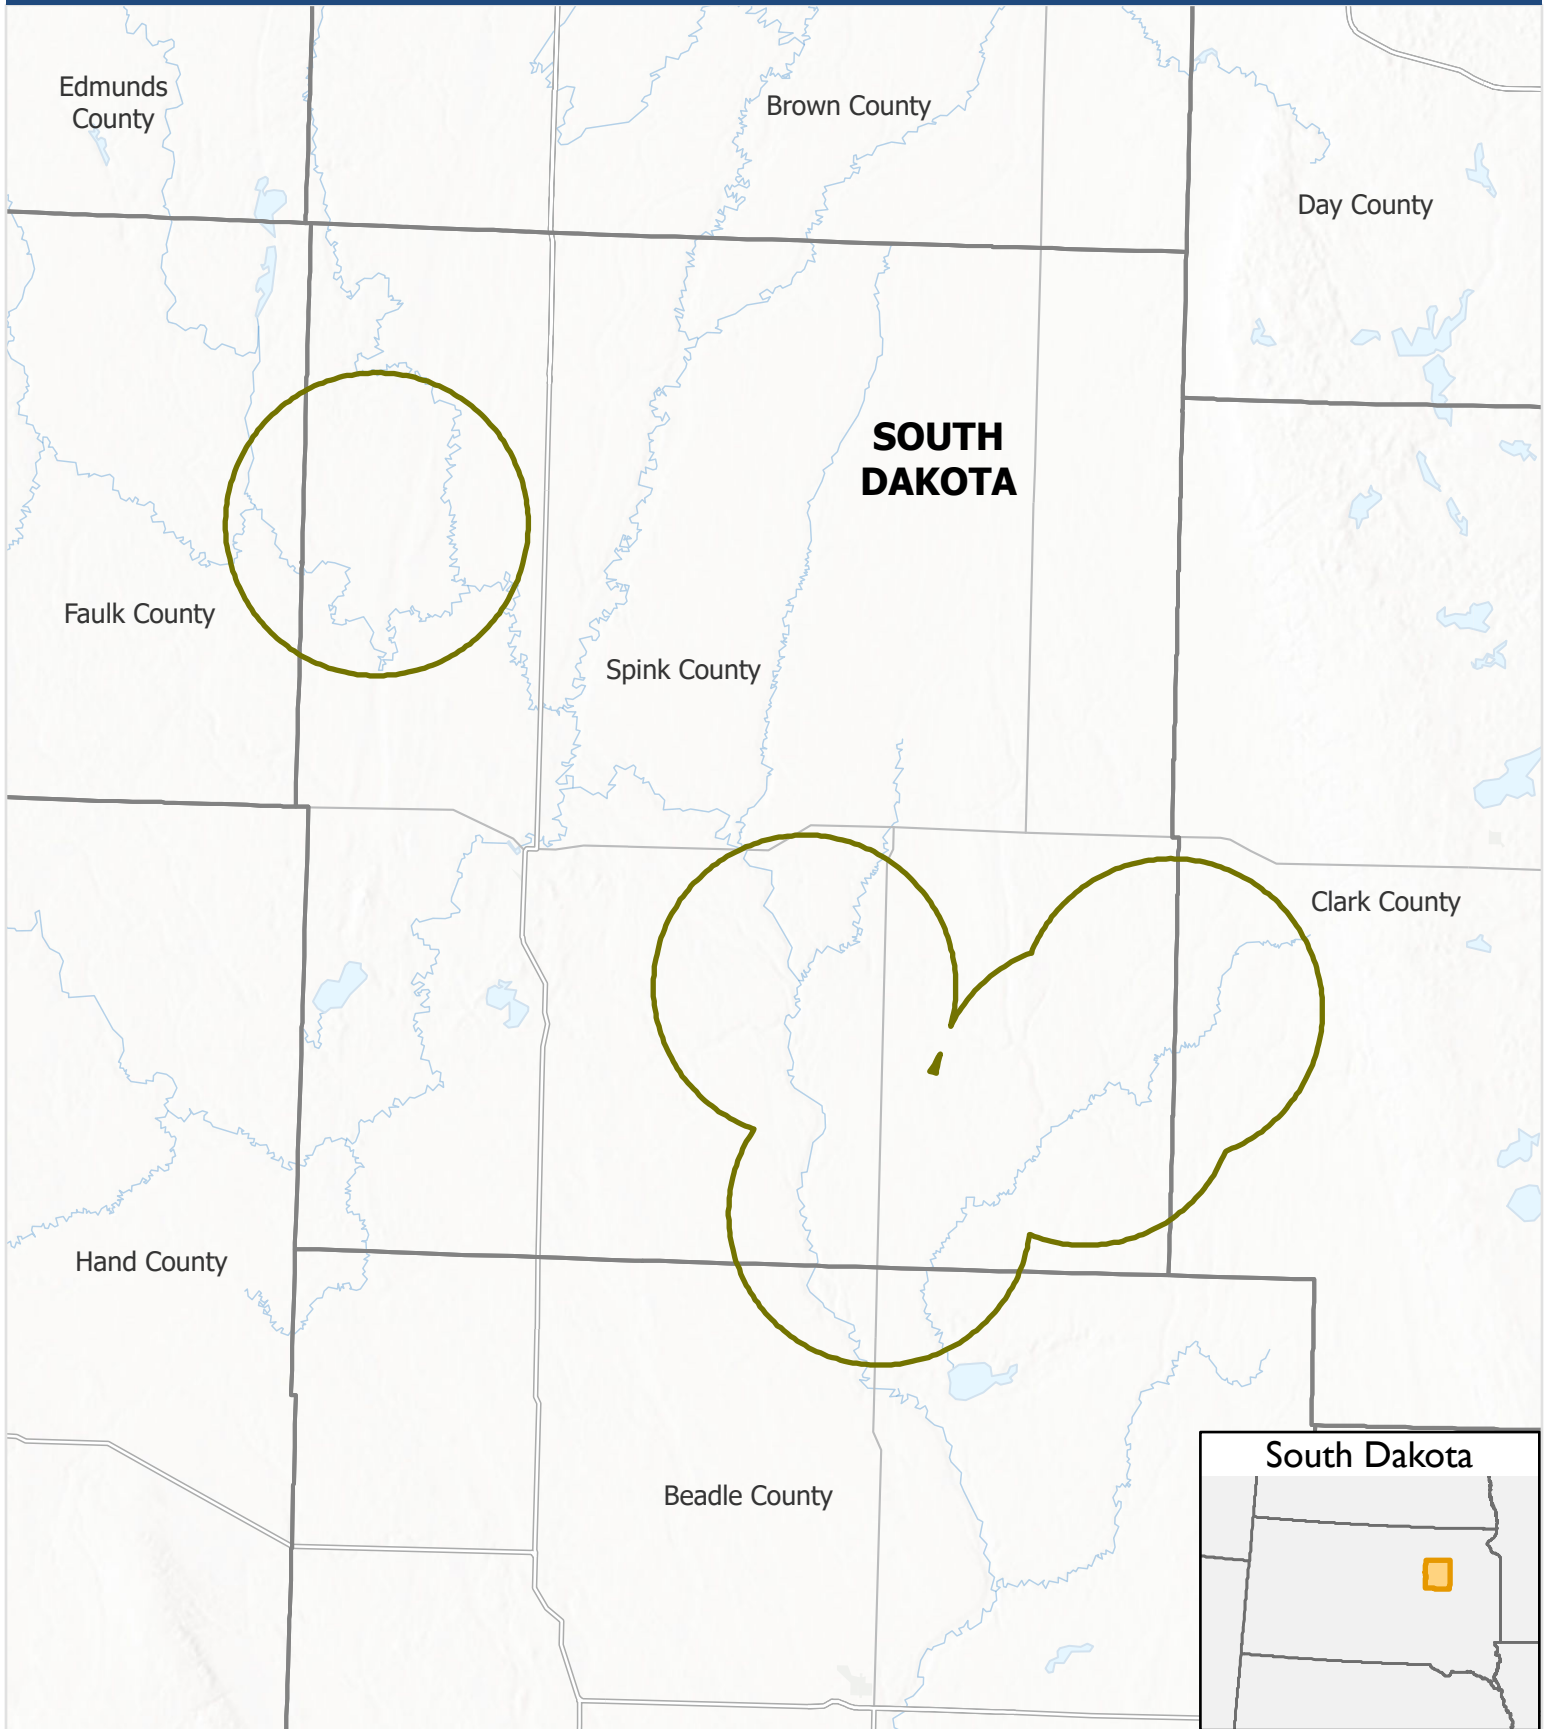 Edmunds
County
Brown County
Day County
SOUTH
DAKOTA
Faulk County
Spink County
Clark County
Hand County
Beadle County
South Dakota